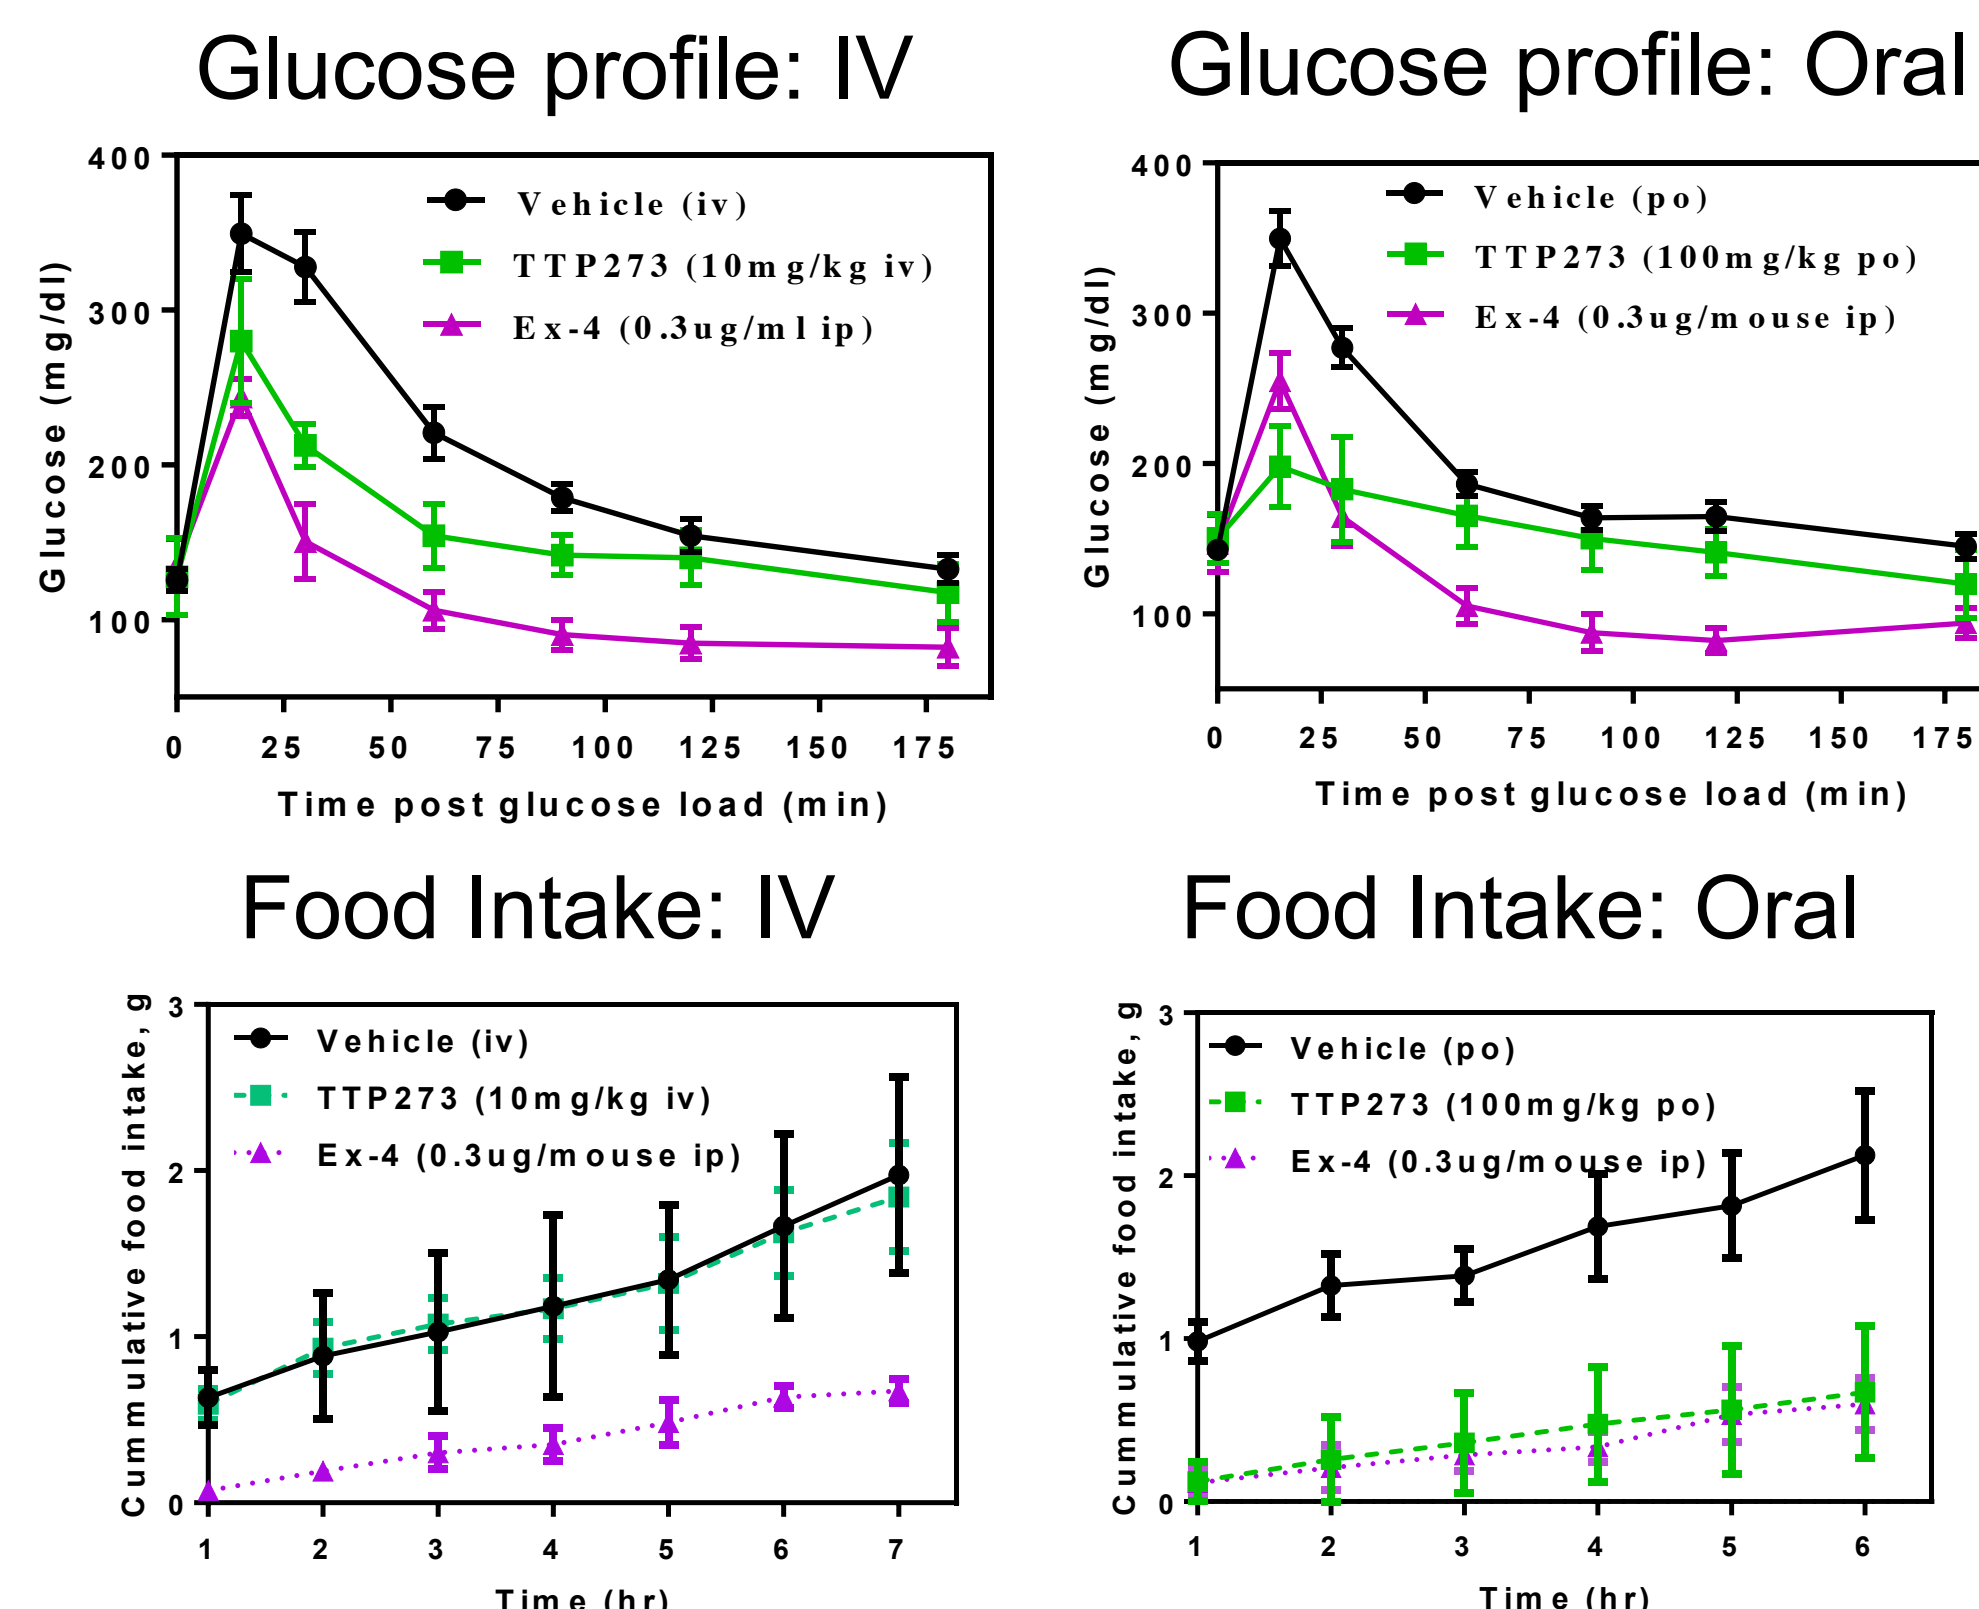 Glucose profile: IV
400
300
200
100
Glucose (mg/dl)
Vehicle (iv)
TTP273 (10mg/kg iv)
Ex-4 (0.3ug/ml ip)
0 25 50 75 100 125 150 175
Time post glucose load (min)
Glucose profile: Oral
400
300
200
100
Glucose (mg/dl)
Vehicle (po)
TTP273 (100mg/kg po)
Ex-4 (0.3ug/mouse ip)
0 25 50 75 100 125 150 175
Time post glucose load (min)
Food Intake: IV
3
2
1
0
Cummulative food intake, g
Vehicle (iv)
TTP273 (10mg/kg iv)
Ex-4 (0.3ug/mouse ip)
1 2 3 4 5 6 7
Time (hr)
Food Intake: Oral
3
2
1
0
Cummulative food intake, g
Vehicle (po)
TTP273 (100mg/kg po)
Ex-4 (0.3ug/mouse ip)
1 2 3 4 5 6
Time (hr)